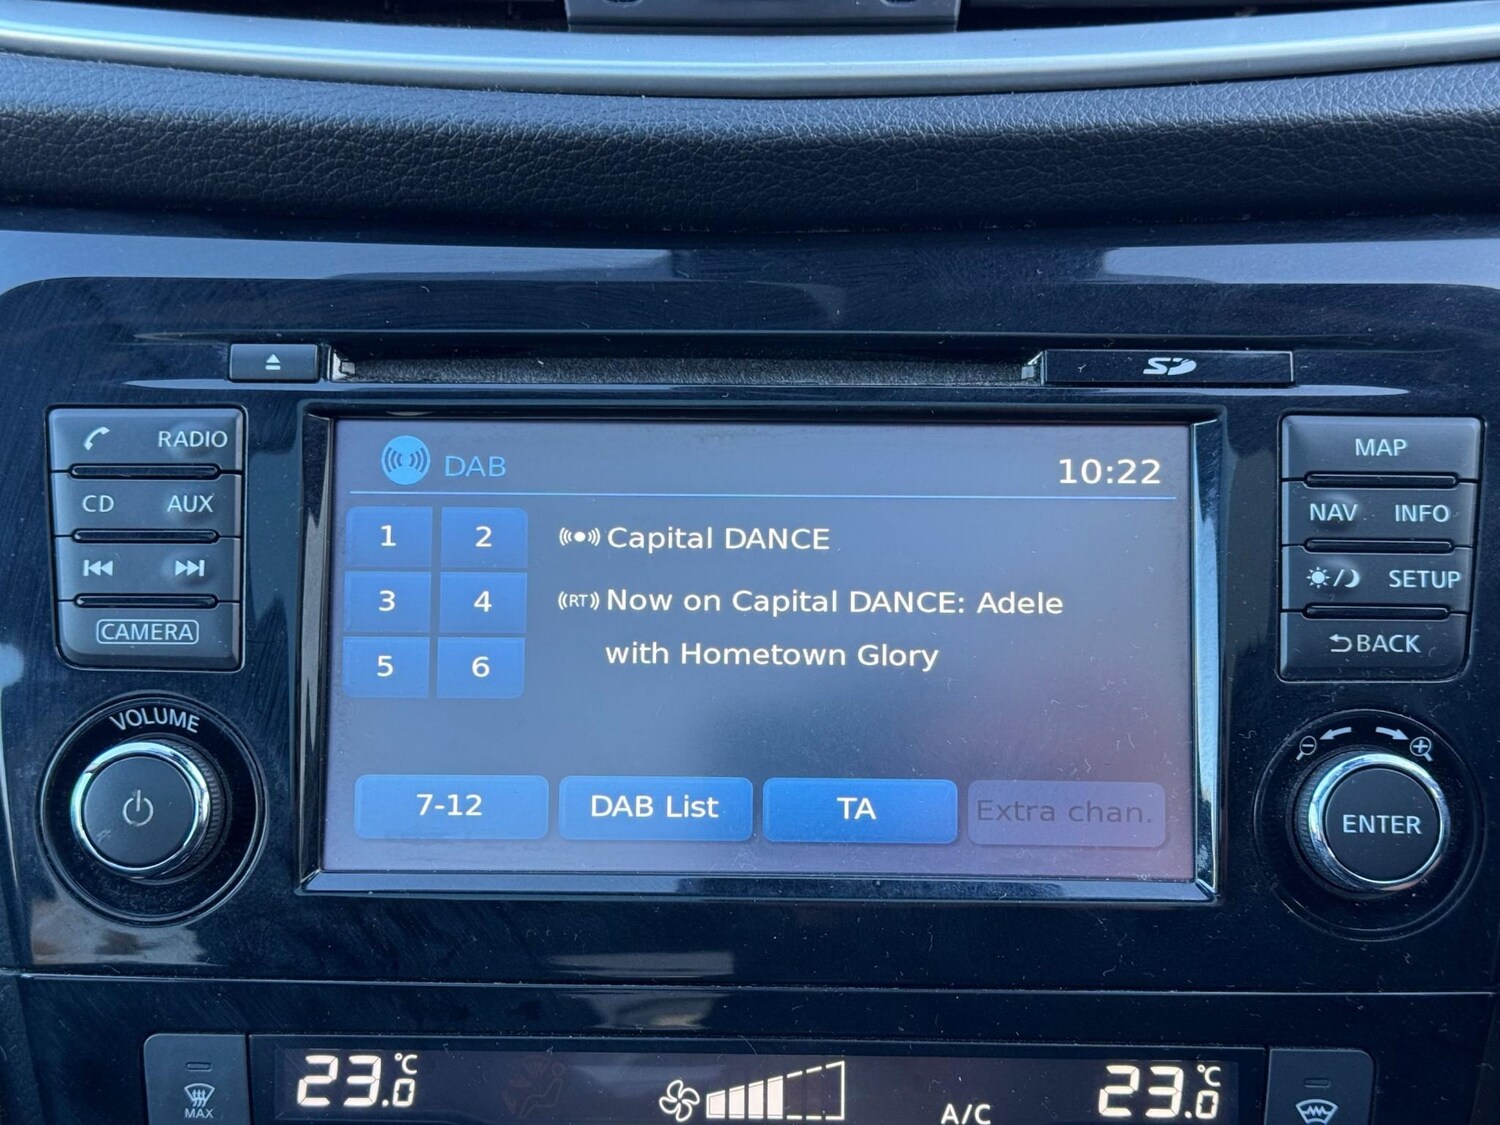 SD
RADIO
CD AUX
CAMERA
VOLUME
DAB 10:22
1 2 Capital DANCE
3 4 (RT) Now on Capital DANCE: Adele
with Hometown Glory
5 6
7-12 DAB List TA Extra chan.
MAP
NAV INFO
/ SETUP
BACK
ENTER
MAX
23.0 °C
A/C
23.0 °C